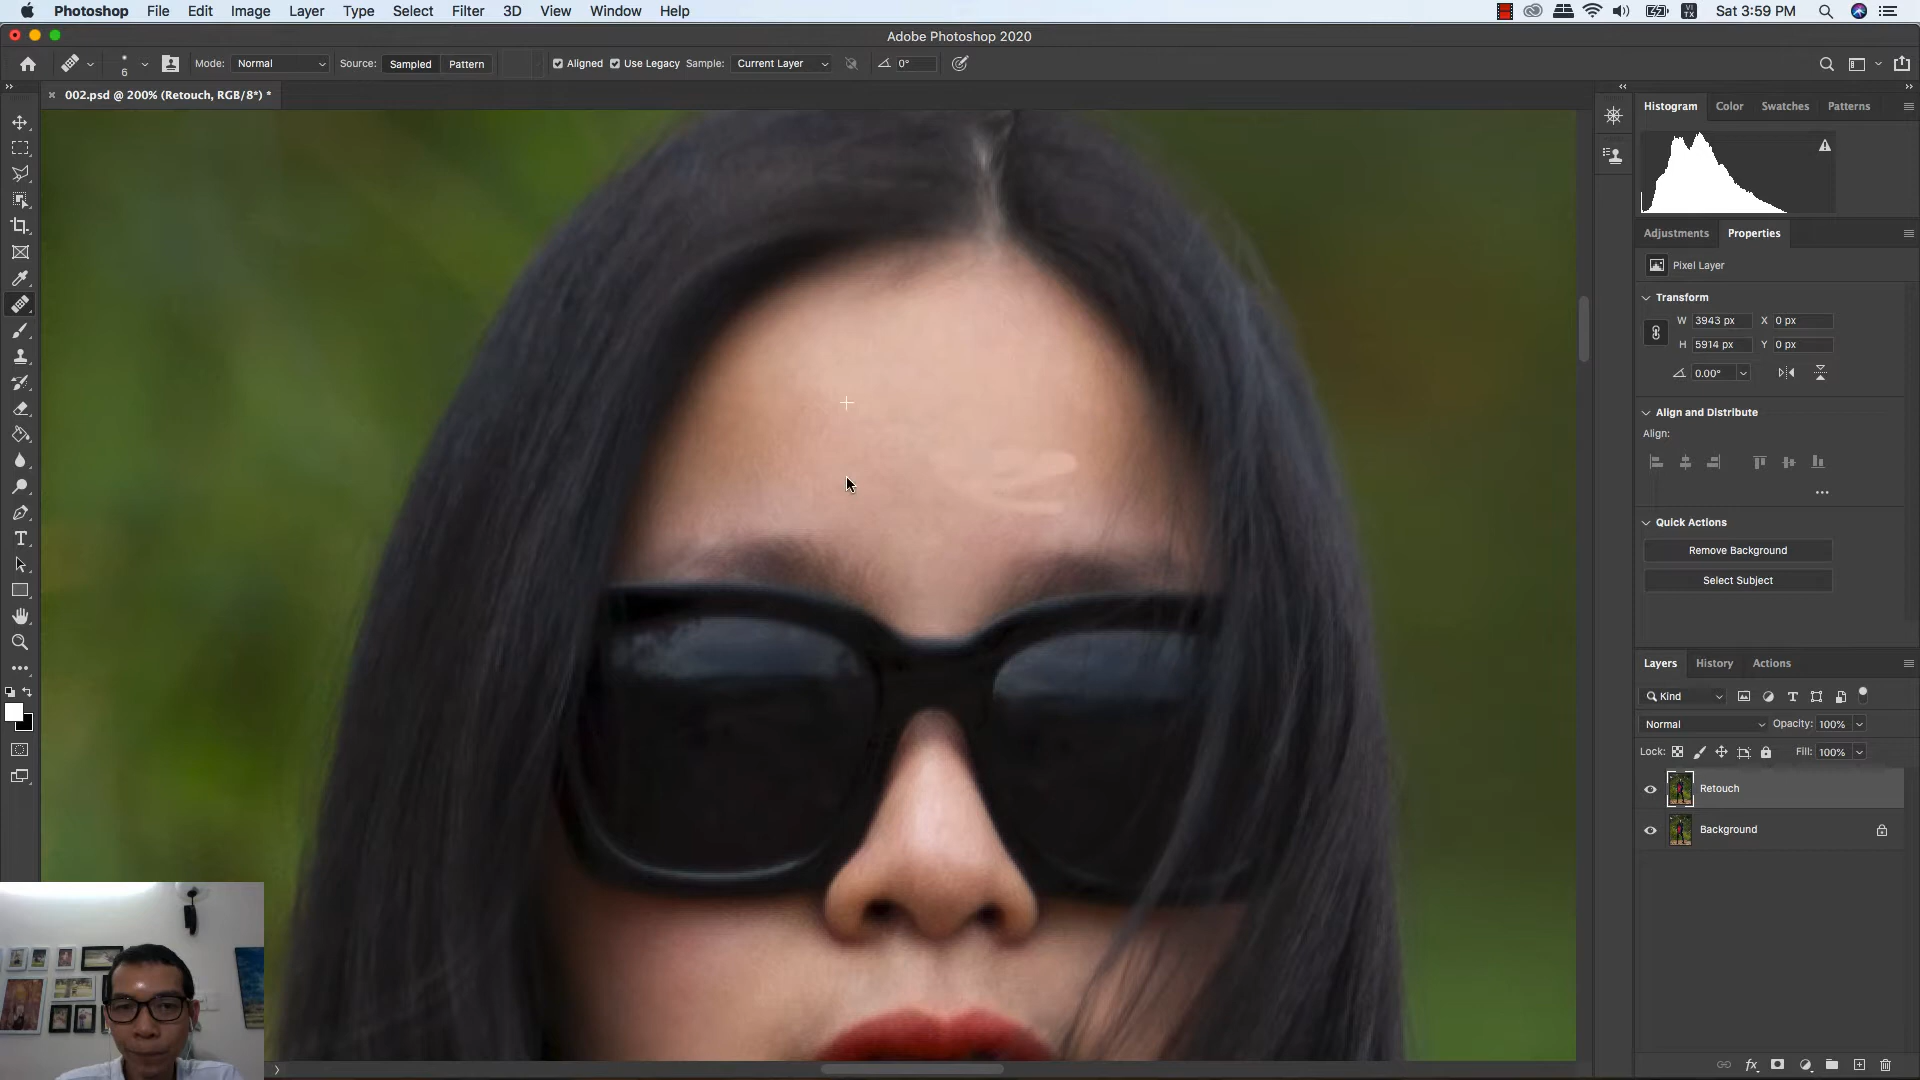 Photoshop File Edit Image Layer Type Select Filter 3D View Window Help VI TX Sat 3:59 PM
Adobe Photoshop 2020
6 Mode: Normal Source: Sampled Pattern Aligned Use Legacy Sample: Current Layer 0°
002.psd @ 200% (Retouch, RGB/8*) *
Histogram Color Swatches Patterns
Adjustments Properties
Pixel Layer
Transform
W 3943 px X 0 px
H 5914 px Y 0 px
0.00°
Align and Distribute
Align:
Quick Actions
Remove Background
Select Subject
Layers History Actions
Kind
Normal Opacity: 100%
Lock: Fill: 100%
Retouch
Background